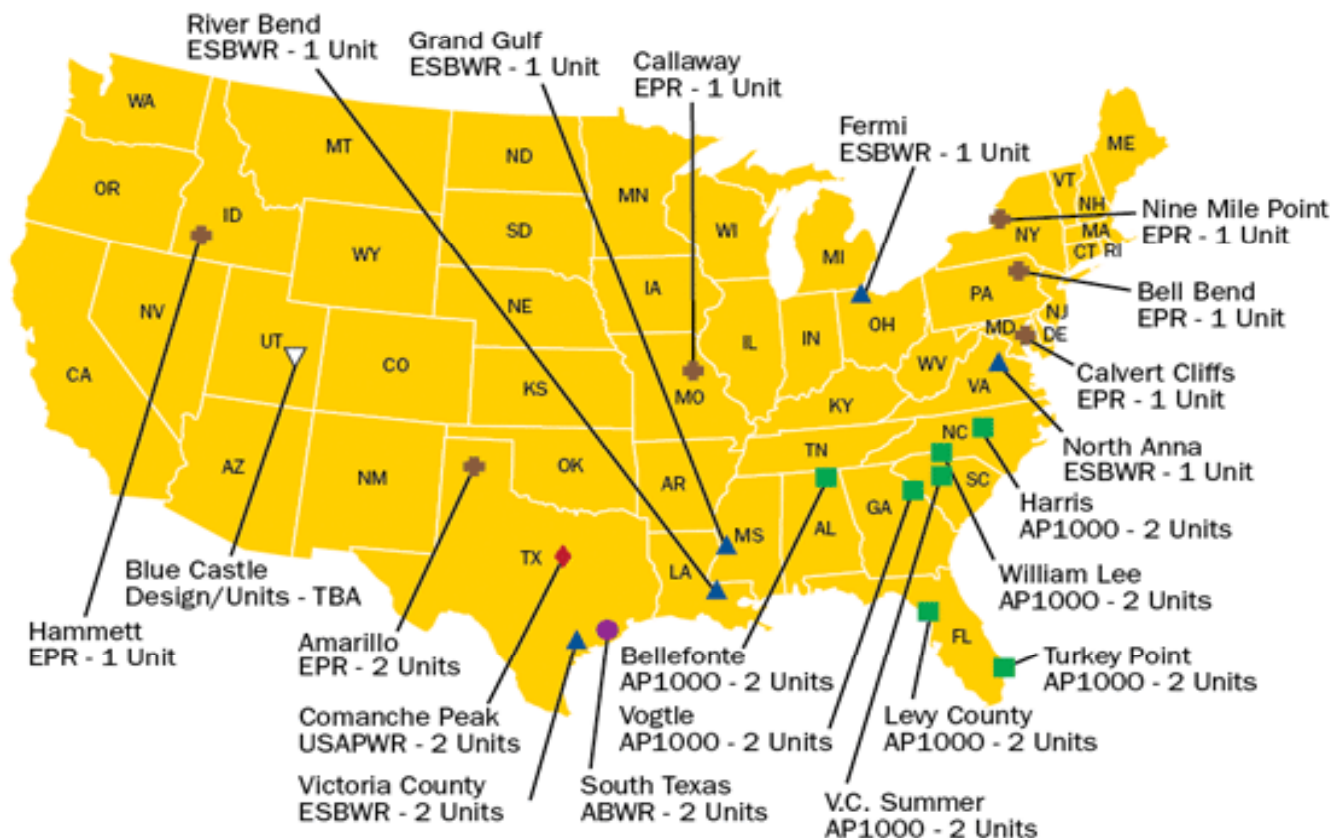 River Bend
ESBWR - 1 Unit
Grand Gulf
ESBWR - 1 Unit
Callaway
EPR - 1 Unit
Fermi
ESBWR - 1 Unit
WA
MT
ND
MN
ME
VT
NH
OR
ID
SD
WI
MI
NY
MA
CT RI
Nine Mile Point
EPR - 1 Unit
WY
IA
NE
PA
NJ
Bell Bend
EPR - 1 Unit
NV
UT
CO
IL
IN
OH
MD
DE
WV
VA
Calvert Cliffs
EPR - 1 Unit
CA
KS
MO
KY
NC
North Anna
ESBWR - 1 Unit
AZ
NM
OK
AR
TN
SC
Harris
AP1000 - 2 Units
TX
LA
MS
AL
GA
William Lee
AP1000 - 2 Units
Blue Castle
Design/Units - TBA
FL
Hammett
EPR - 1 Unit
Amarillo
EPR - 2 Units
Bellefonte
AP1000 - 2 Units
Turkey Point
AP1000 - 2 Units
Comanche Peak
USAPWR - 2 Units
Vogtle
AP1000 - 2 Units
Levy County
AP1000 - 2 Units
Victoria County
ESBWR - 2 Units
South Texas
ABWR - 2 Units
V.C. Summer
AP1000 - 2 Units